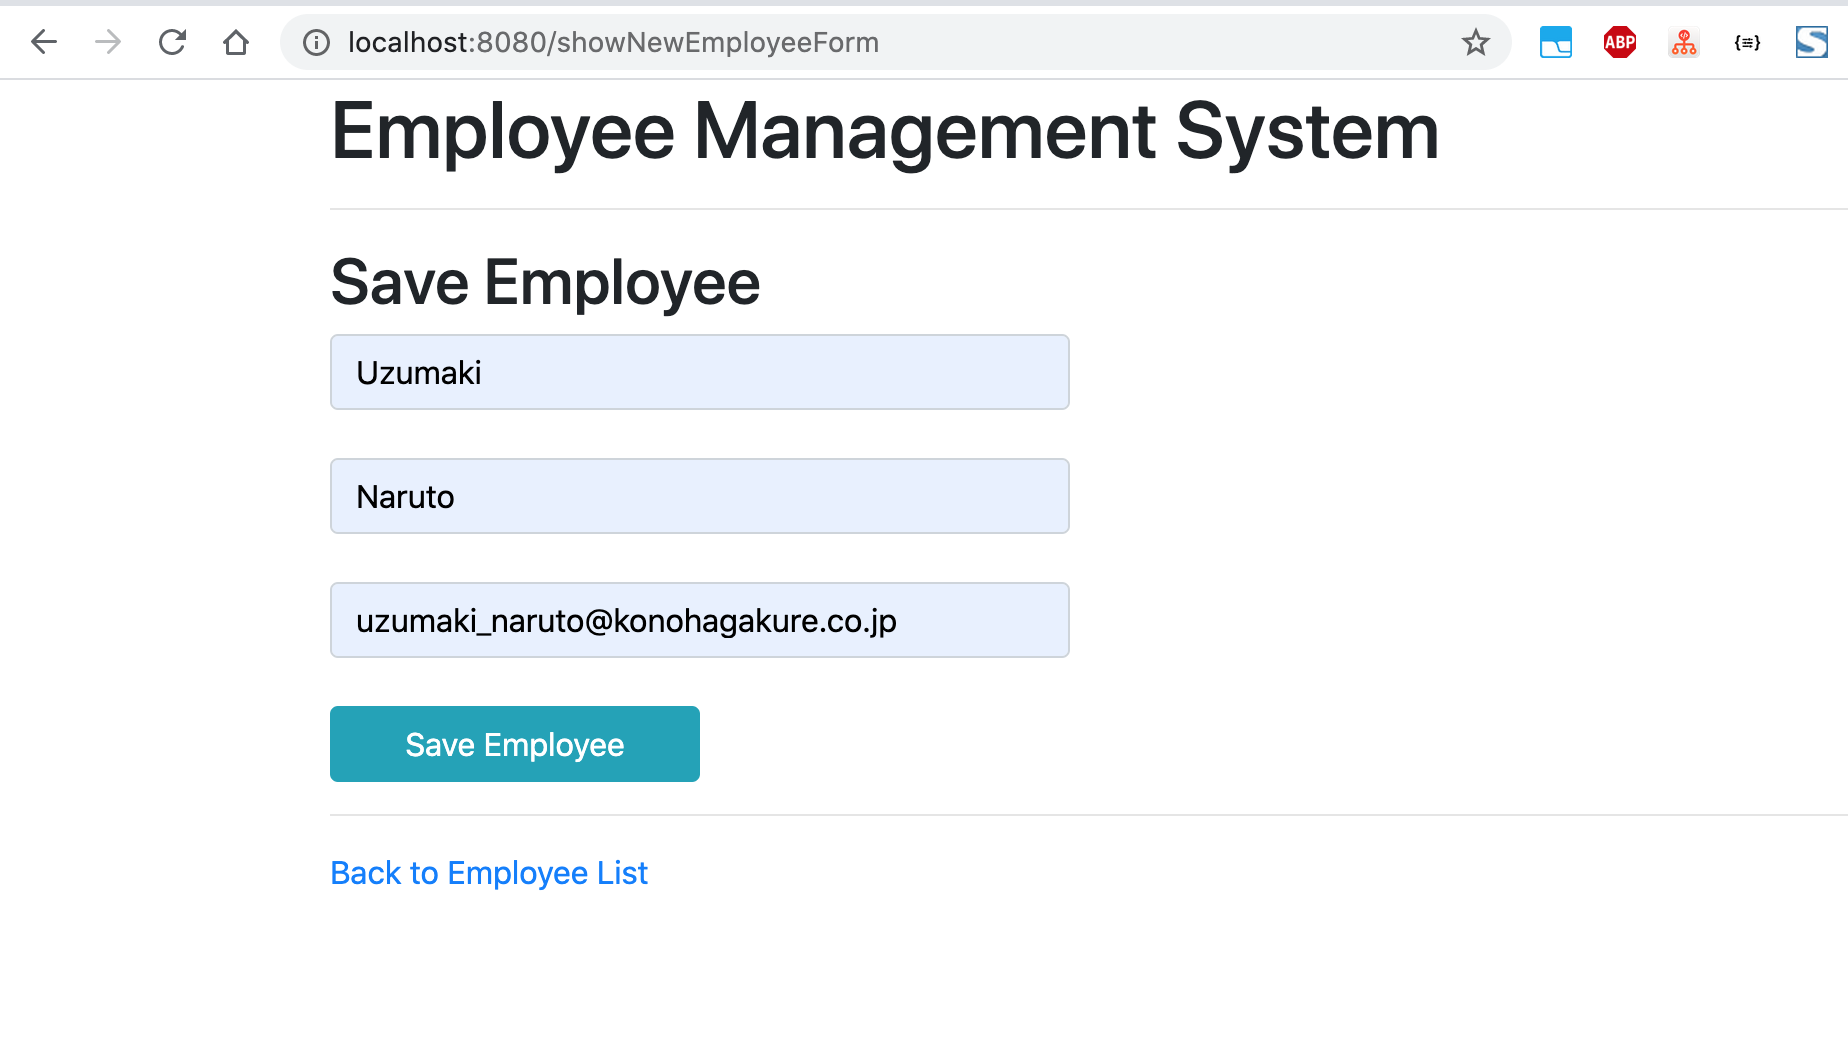 localhost:8080/showNewEmployeeForm
ABP
{≡}
S
Employee Management System
Save Employee
Uzumaki
Naruto
uzumaki_naruto@konohagakure.co.jp
Save Employee
Back to Employee List